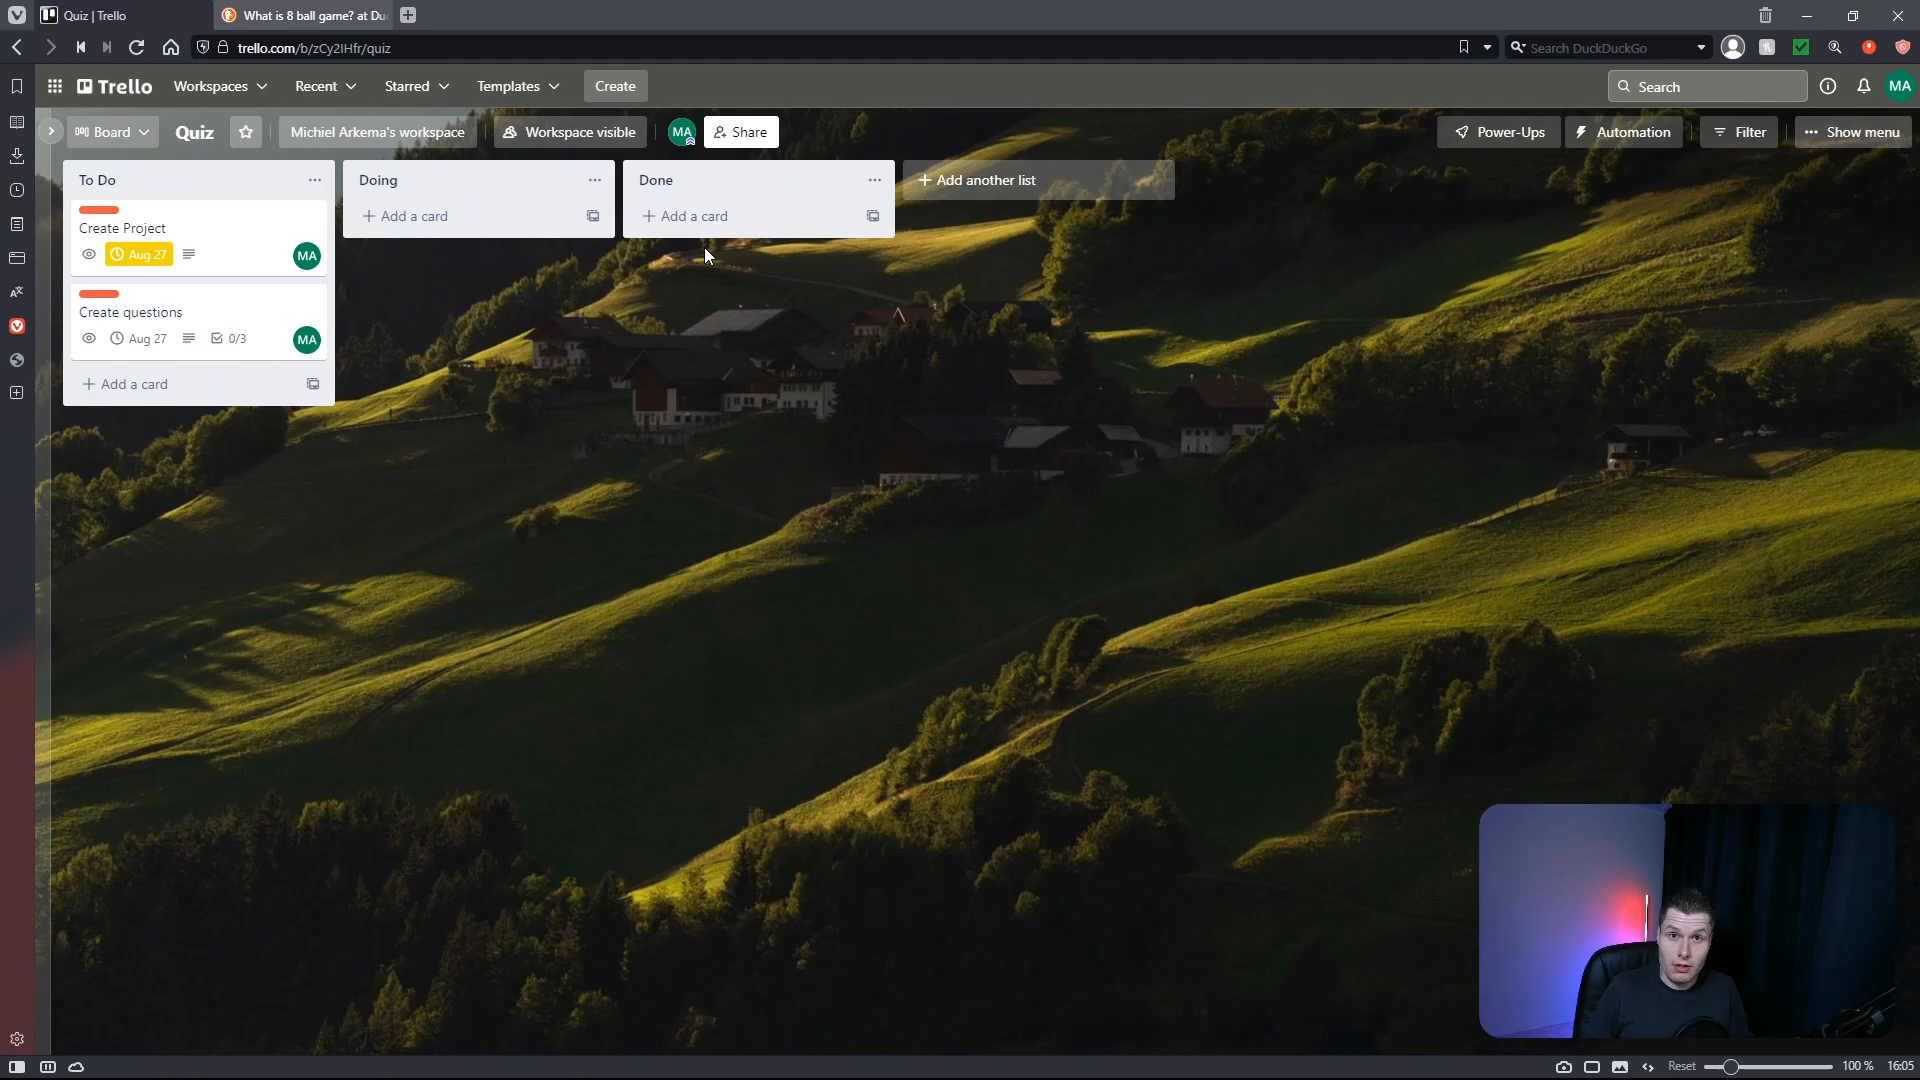 Quiz | Trello
What is 8 ball game? at Du
trello.com/b/zCy2IHfr/quiz
Search DuckDuckGo
Trello
Workspaces
Recent
Starred
Templates
Create
Search
MA
Board
Quiz
Michiel Arkema's workspace
Workspace visible
MA
Share
Power-Ups
Automation
Filter
Show menu
To Do
Doing
Done
Add another list
Create Project
Aug 27
MA
Add a card
Add a card
Create questions
Aug 27
0/3
MA
Add a card
Reset
100 %
16:05